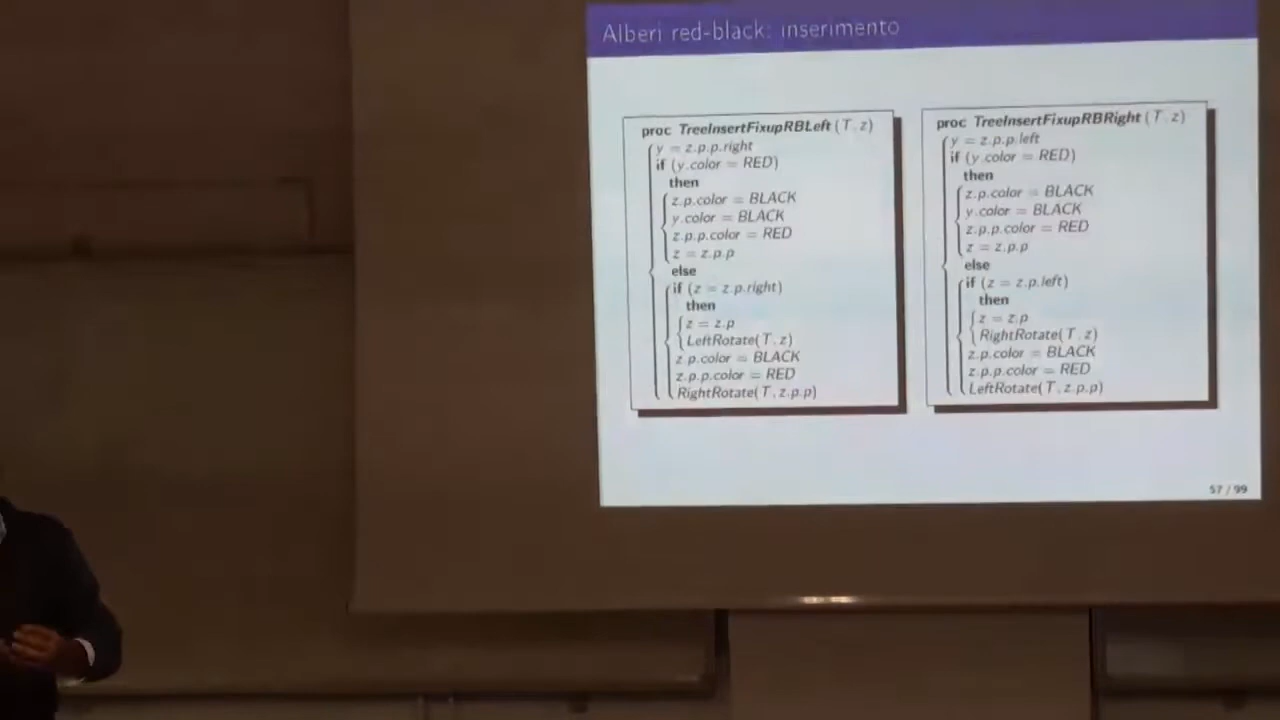 Alberi red-black: inserimento
proc TreeInsertFixupRBLeft (T, z)
y = z.p.p.right
if (y.color = RED)
then
z.p.color = BLACK
y.color = BLACK
z.p.p.color = RED
z = z.p.p
else
if (z = z.p.right)
then
z = z.p
LeftRotate(T, z)
z.p.color = BLACK
z.p.p.color = RED
RightRotate(T, z.p.p)
proc TreeInsertFixupRBRight (T, z)
y = z.p.p.left
if (y.color = RED)
then
z.p.color = BLACK
y.color = BLACK
z.p.p.color = RED
z = z.p.p
else
if (z = z.p.left)
then
z = z.p
RightRotate(T, z)
z.p.color = BLACK
z.p.p.color = RED
LeftRotate(T, z.p.p)
57 / 99